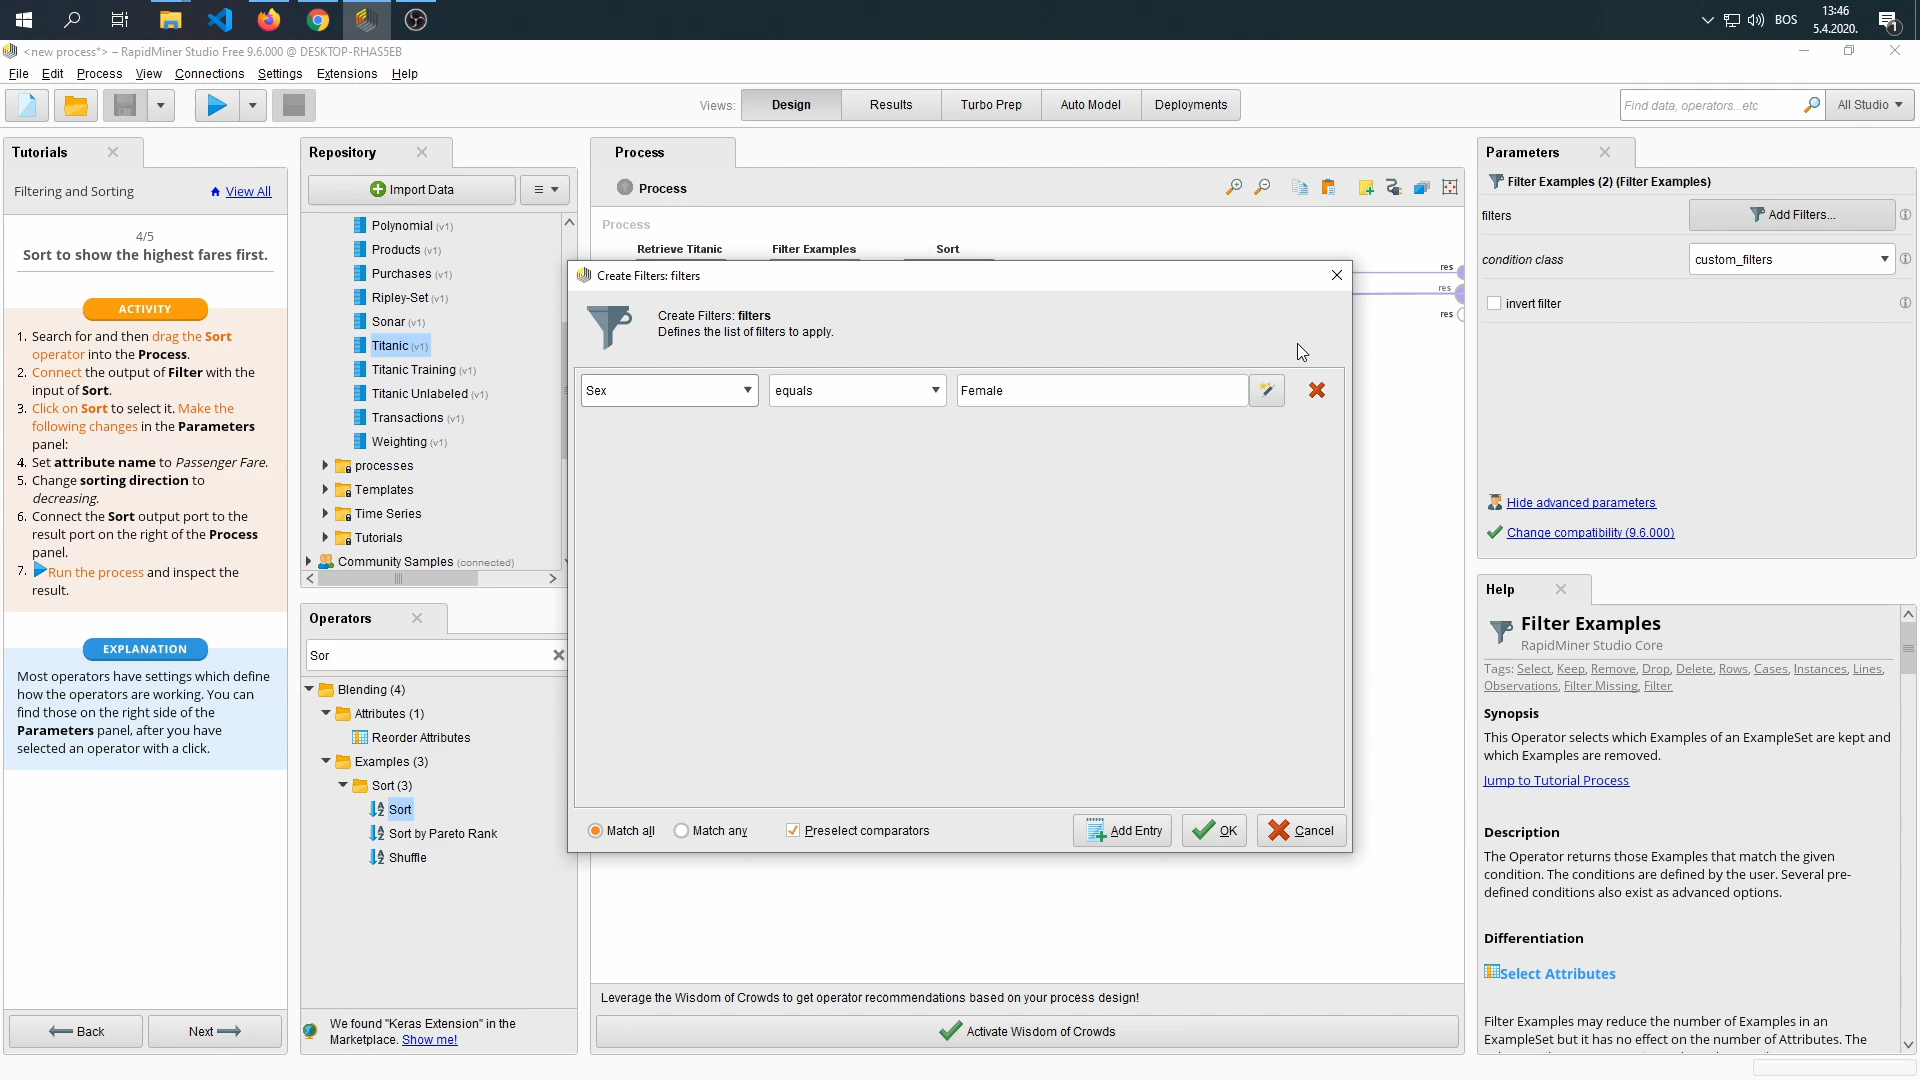 BOS
13:46
5.4.2020.
1
<new process*> – RapidMiner Studio Free 9.6.000 @ DESKTOP-RHAS5EB
File Edit Process View Connections Settings Extensions Help
Views: Design Results Turbo Prep Auto Model Deployments
Find data, operators...etc
All Studio
Tutorials
Filtering and Sorting
View All
4/5
Sort to show the highest fares first.
ACTIVITY
1. Search for and then drag the Sort
operator into the Process.
2. Connect the output of Filter with the
input of Sort.
3. Click on Sort to select it. Make the
following changes in the Parameters
panel:
4. Set attribute name to Passenger Fare.
5. Change sorting direction to
decreasing.
6. Connect the Sort output port to the
result port on the right of the Process
panel.
7. Run the process and inspect the
result.
EXPLANATION
Most operators have settings which define
how the operators are working. You can
find those on the right side of the
Parameters panel, after you have
selected an operator with a click.
Back
Next
Repository
Import Data
Polynomial (v1)
Products (v1)
Purchases (v1)
Ripley-Set (v1)
Sonar (v1)
Titanic (v1)
Titanic Training (v1)
Titanic Unlabeled (v1)
Transactions (v1)
Weighting (v1)
processes
Templates
Time Series
Tutorials
Community Samples (connected)
Operators
Sor
Blending (4)
Attributes (1)
Reorder Attributes
Examples (3)
Sort (3)
Sort
Sort by Pareto Rank
Shuffle
We found "Keras Extension" in the
Marketplace. Show me!
Process
Process
Process
Retrieve Titanic
Filter Examples
Sort
res
res
res
Create Filters: filters
Create Filters: filters
Defines the list of filters to apply.
Sex
equals
Female
Match all
Match any
Preselect comparators
Add Entry
OK
Cancel
Leverage the Wisdom of Crowds to get operator recommendations based on your process design!
Activate Wisdom of Crowds
Parameters
Filter Examples (2) (Filter Examples)
filters
Add Filters...
condition class
custom_filters
invert filter
Hide advanced parameters
Change compatibility (9.6.000)
Help
Filter Examples
RapidMiner Studio Core
Tags: Select, Keep, Remove, Drop, Delete, Rows, Cases, Instances, Lines,
Observations, Filter Missing, Filter
Synopsis
This Operator selects which Examples of an ExampleSet are kept and
which Examples are removed.
Jump to Tutorial Process
Description
The Operator returns those Examples that match the given
condition. The conditions are defined by the user. Several pre-
defined conditions also exist as advanced options.
Differentiation
Select Attributes
Filter Examples may reduce the number of Examples in an
ExampleSet but it has no effect on the number of Attributes. The